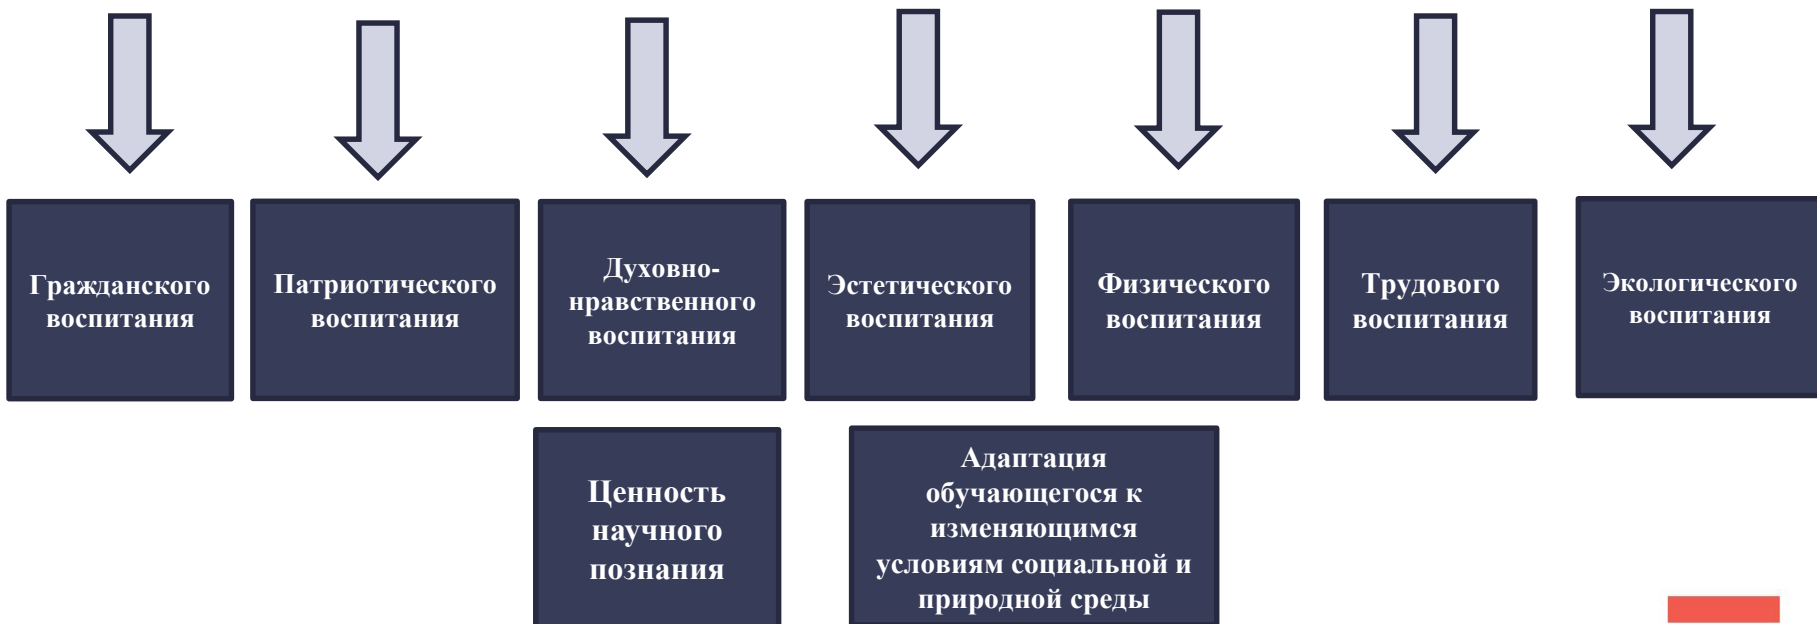 Гражданского
воспитания
Патриотического
воспитания
Духовно-
нравственного
воспитания
Эстетического
воспитания
Физического
воспитания
Трудового
воспитания
Экологического
воспитания
Ценность
научного
познания
Адаптация
обучающегося к
изменяющимся
условиям социальной и
природной среды